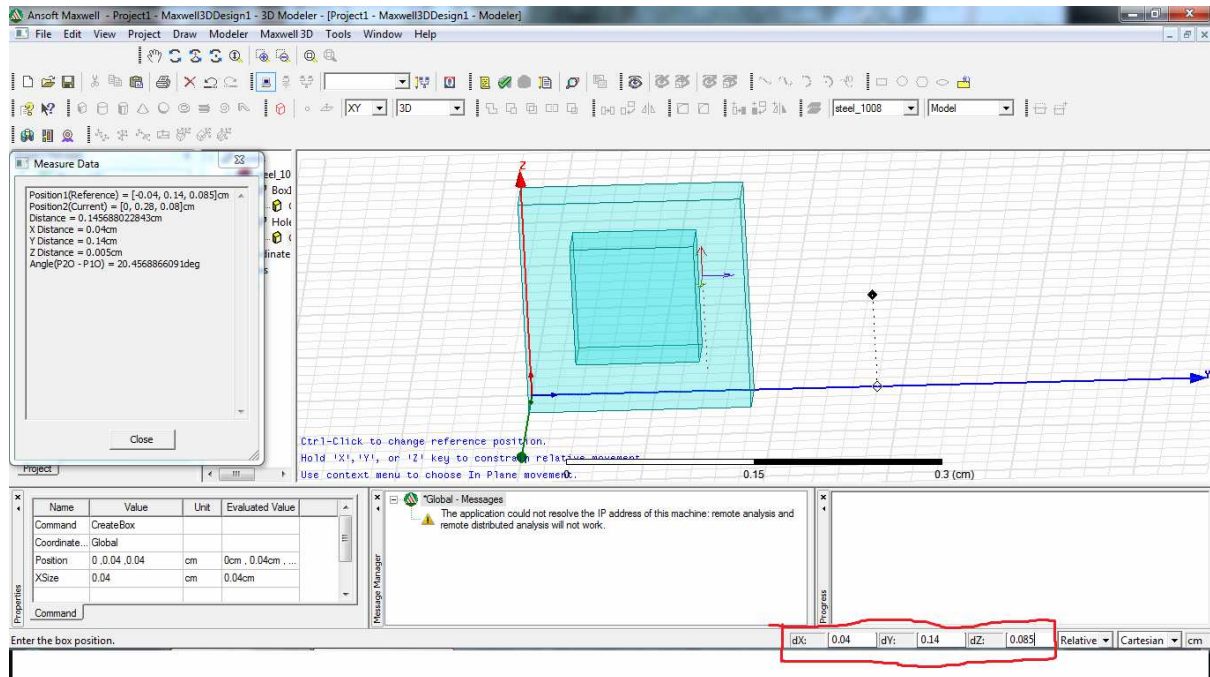 Ansoft Maxwell - Project1 - Maxwell3DDesign1 - 3D Modeler - [Project1 - Maxwell3DDesign1 - Modeler]
File Edit View Project Draw Modeler Maxwell 3D Tools Window Help
XY 3D steel_1008 Model
Measure Data
Position1(Reference) = [-0.04, 0.14, 0.085]cm
Position2(Current) = [0, 0.28, 0.08]cm
Distance = 0.145688022843cm
X Distance = 0.04cm
Y Distance = 0.14cm
Z Distance = 0.005cm
Angle(P2O - P1O) = 20.4568866091deg
Close
eel_10
Box1
Hole
dinate
s
Project
Z
Y
Ctrl-Click to change reference position.
Hold 'X','Y', or 'Z' key to constrain relative movement
Use context menu to choose In Plane movement.
0 0.15 0.3 (cm)
Name Value Unit Evaluated Value
Command CreateBox
Coordinate... Global
Position 0 ,0.04 ,0.04 cm 0cm , 0.04cm , ...
XSize 0.04 cm 0.04cm
Command
Properties
Message Manager
*Global - Messages
The application could not resolve the IP address of this machine: remote analysis and
remote distributed analysis will not work.
Progress
Enter the box position.
dX: 0.04 dY: 0.14 dZ: 0.085 Relative Cartesian cm